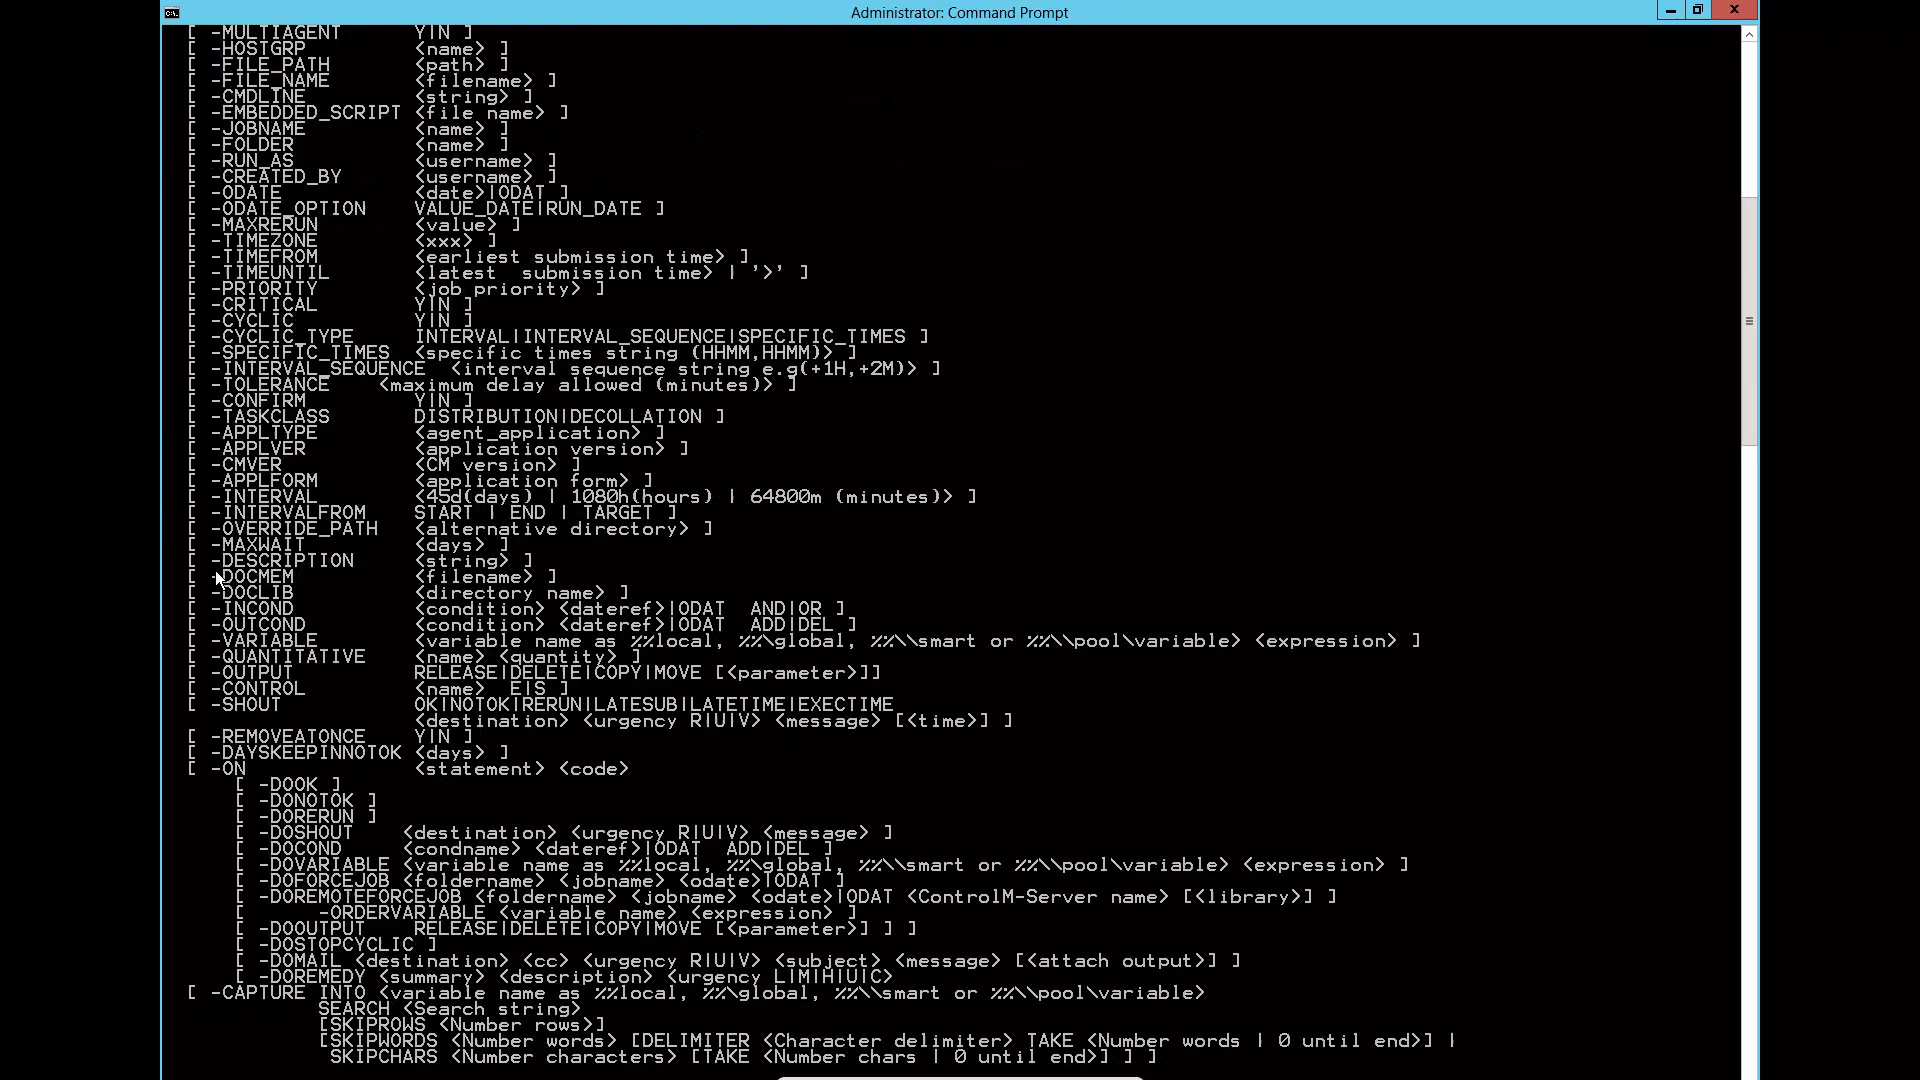 Administrator: Command Prompt
[ -MULTIAGENT Y|N ]
[ -HOSTGRP <name> ]
[ -FILE_PATH <path> ]
[ -FILE_NAME <filename> ]
[ -CMDLINE <string> ]
[ -EMBEDDED_SCRIPT <file name> ]
[ -JOBNAME <name> ]
[ -FOLDER <name> ]
[ -RUN_AS <username> ]
[ -CREATED_BY <username> ]
[ -ODATE <date>|ODAT ]
[ -ODATE_OPTION VALUE_DATE|RUN_DATE ]
[ -MAXRERUN <value> ]
[ -TIMEZONE <xxx> ]
[ -TIMEFROM <earliest submission time> ]
[ -TIMEUNTIL <latest  submission time> | '>' ]
[ -PRIORITY <job priority> ]
[ -CRITICAL Y|N ]
[ -CYCLIC Y|N ]
[ -CYCLIC_TYPE INTERVAL|INTERVAL_SEQUENCE|SPECIFIC_TIMES ]
[ -SPECIFIC_TIMES <specific times string (HHMM,HHMM)> ]
[ -INTERVAL_SEQUENCE <interval sequence string e.g(+1H,+2M)> ]
[ -TOLERANCE <maximum delay allowed (minutes)> ]
[ -CONFIRM Y|N ]
[ -TASKCLASS DISTRIBUTION|DECOLLATION ]
[ -APPLTYPE <agent_application> ]
[ -APPLVER <application version> ]
[ -CMVER <CM version> ]
[ -APPLFORM <application form> ]
[ -INTERVAL <45d(days) | 1080h(hours) | 64800m (minutes)> ]
[ -INTERVALFROM START | END | TARGET ]
[ -OVERRIDE_PATH <alternative directory> ]
[ -MAXWAIT <days> ]
[ -DESCRIPTION <string> ]
[ -DOCMEM <filename> ]
[ -DOCLIB <directory name> ]
[ -INCOND <condition> <dateref>|ODAT  AND|OR ]
[ -OUTCOND <condition> <dateref>|ODAT  ADD|DEL ]
[ -VARIABLE <variable name as %%local, %%\global, %%\\smart or %%\\pool\variable> <expression> ]
[ -QUANTITATIVE <name> <quantity> ]
[ -OUTPUT RELEASE|DELETE|COPY|MOVE [<parameter>]]
[ -CONTROL <name>  E|S ]
[ -SHOUT OK|NOTOK|RERUN|LATESUB|LATETIME|EXECTIME
<destination> <urgency R|U|V> <message> [<time>] ]
[ -REMOVEATONCE Y|N ]
[ -DAYSKEEPINNOTOK <days> ]
[ -ON <statement> <code>
[ -DOOK ]
[ -DONOTOK ]
[ -DORERUN ]
[ -DOSHOUT <destination> <urgency R|U|V> <message> ]
[ -DOCOND <condname> <dateref>|ODAT  ADD|DEL ]
[ -DOVARIABLE <variable name as %%local, %%\global, %%\\smart or %%\\pool\variable> <expression> ]
[ -DOFORCEJOB <foldername> <jobname> <odate>|ODAT ]
[ -DOREMOTEFORCEJOB <foldername> <jobname> <odate>|ODAT <ControlM-Server name> [<library>] ]
[ -ORDERVARIABLE <variable name> <expression> ]
[ -DOOUTPUT RELEASE|DELETE|COPY|MOVE [<parameter>] ] ]
[ -DOSTOPCYCLIC ]
[ -DOMAIL <destination> <cc> <urgency R|U|V> <subject> <message> [<attach output>] ]
[ -DOREMEDY <summary> <description> <urgency L|M|H|U|C>
[ -CAPTURE INTO <variable name as %%local, %%\global, %%\\smart or %%\\pool\variable>
SEARCH <Search string>
[SKIPROWS <Number rows>]
[SKIPWORDS <Number words> [DELIMITER <Character delimiter> TAKE <Number words | 0 until end>] |
SKIPCHARS <Number characters> [TAKE <Number chars | 0 until end>] ] ]